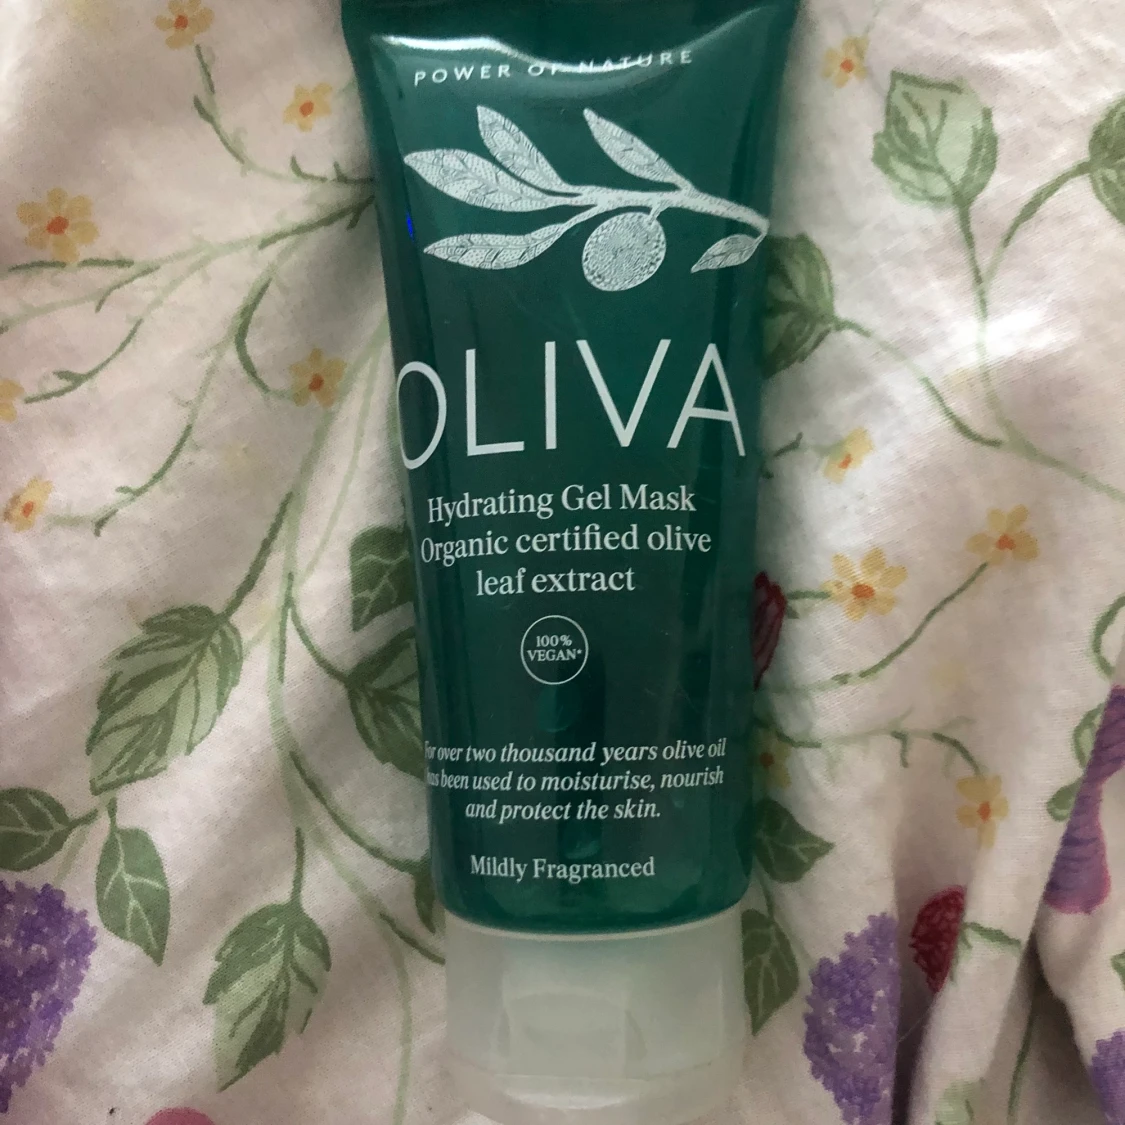 POWER OF NATURE
OLIVA
Hydrating Gel Mask
Organic certified olive
leaf extract
100%
VEGAN*
For over two thousand years olive oil
has been used to moisturise, nourish
and protect the skin.
Mildly Fragranced